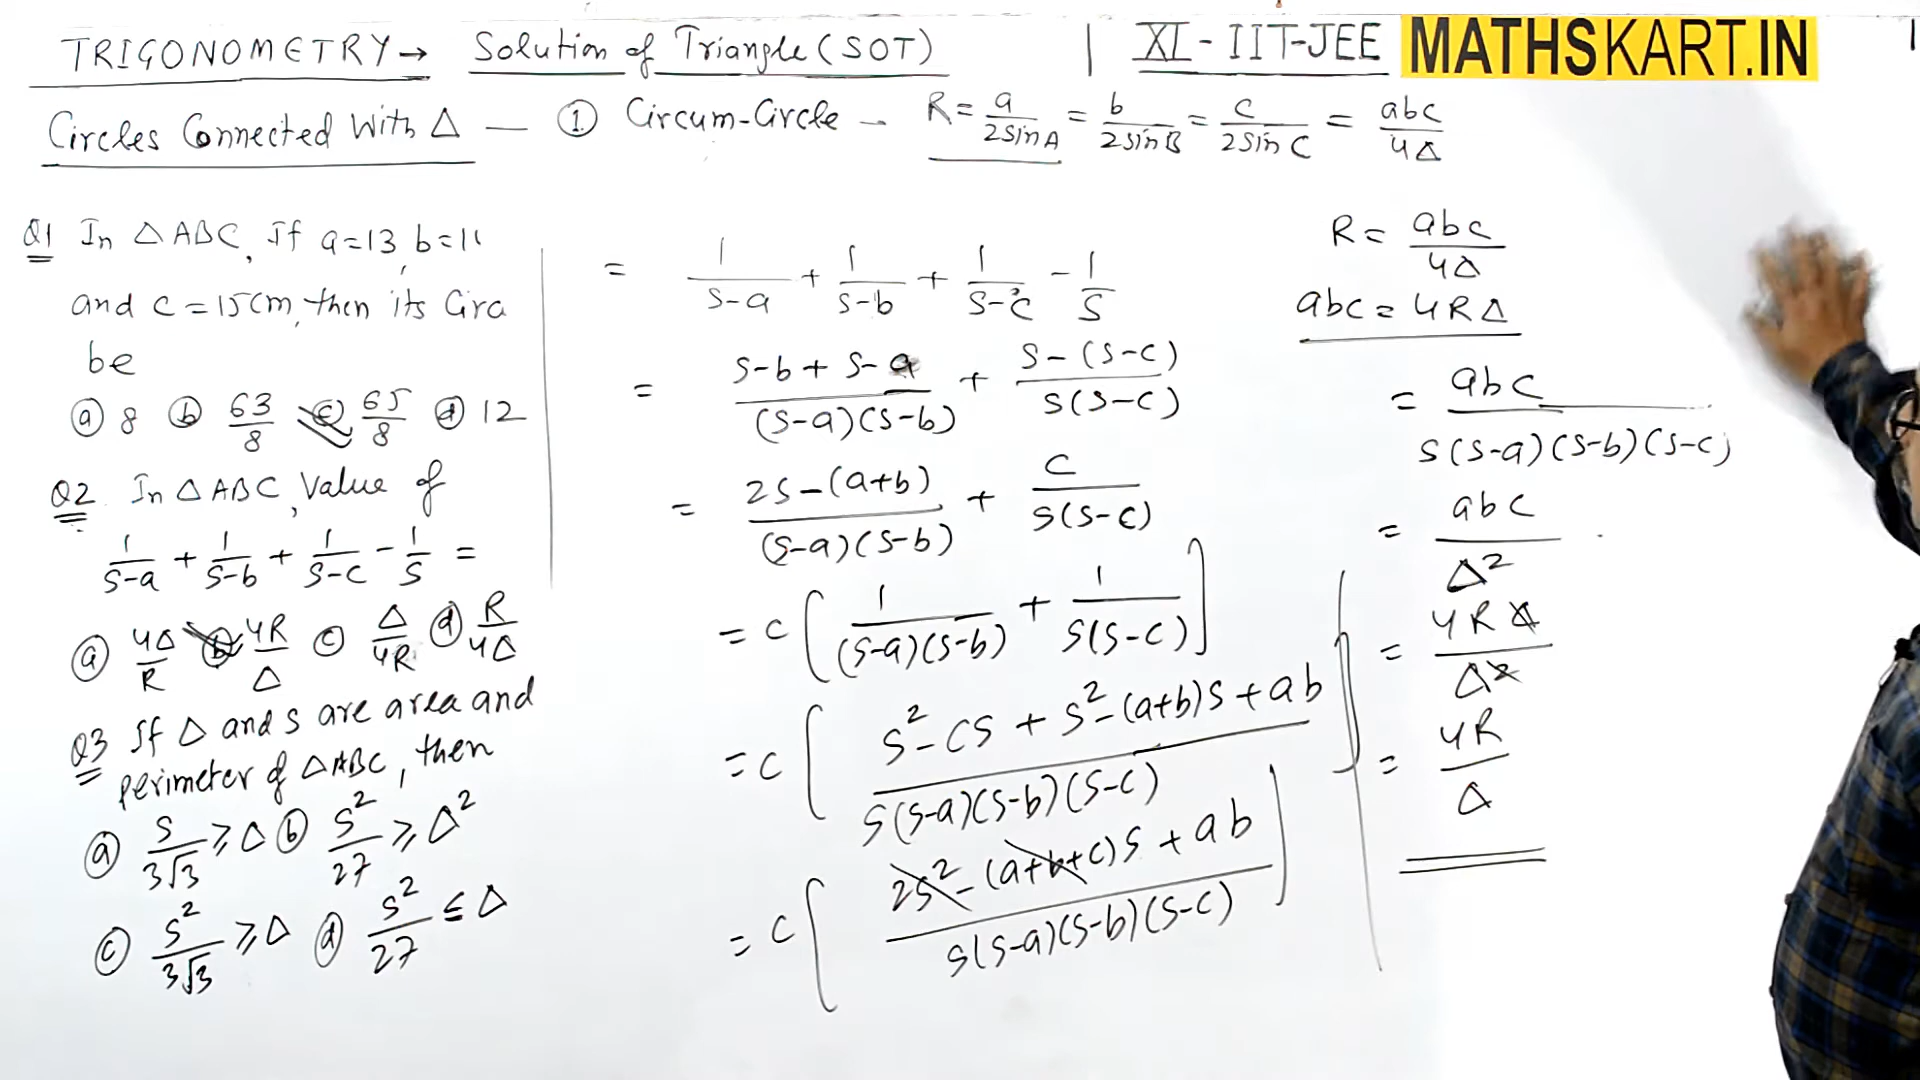 TRIGONOMETRY → Solution of Triangle (SOT) | XI - IIT-JEE MATHSKART.IN
Circles Connected With Δ — ① Circum-Circle - R = a/2sinA = b/2sinB = c/2sinC = abc/4Δ
Q1 In ΔABC, If a=13, b=1
and c = 15cm, then its Circ
be
ⓐ 8 ⓑ 63/8 ⓒ 65/8 ⓓ 12
Q2 In ΔABC, Value of
1/s-a + 1/s-b + 1/s-c - 1/s =
ⓐ 4Δ/R ⓑ 4R/Δ ⓒ Δ/4R ⓓ R/4Δ
Q3 If Δ and s are area and
perimeter of ΔABC, then
ⓐ s/3√3 ≥ Δ ⓑ s²/27 ≥ Δ²
ⓒ s²/3√3 ≥ Δ ⓓ s²/27 ≤ Δ
= 1/s-a + 1/s-b + 1/s-c - 1/s
= s-b + s-a/(s-a)(s-b) + s-(s-c)/s(s-c)
= 2s-(a+b)/(s-a)(s-b) + c/s(s-c)
= c[1/(s-a)(s-b) + 1/s(s-c)]
= c[s²-cs + s²-(a+b)s + ab/s(s-a)(s-b)(s-c)]
= c[2s²-(a+b+c)s + ab/s(s-a)(s-b)(s-c)]
R = abc/4Δ
abc = 4RΔ
= abc/s(s-a)(s-b)(s-c)
= abc/Δ²
= 4RΔ/Δ²
= 4R/Δ